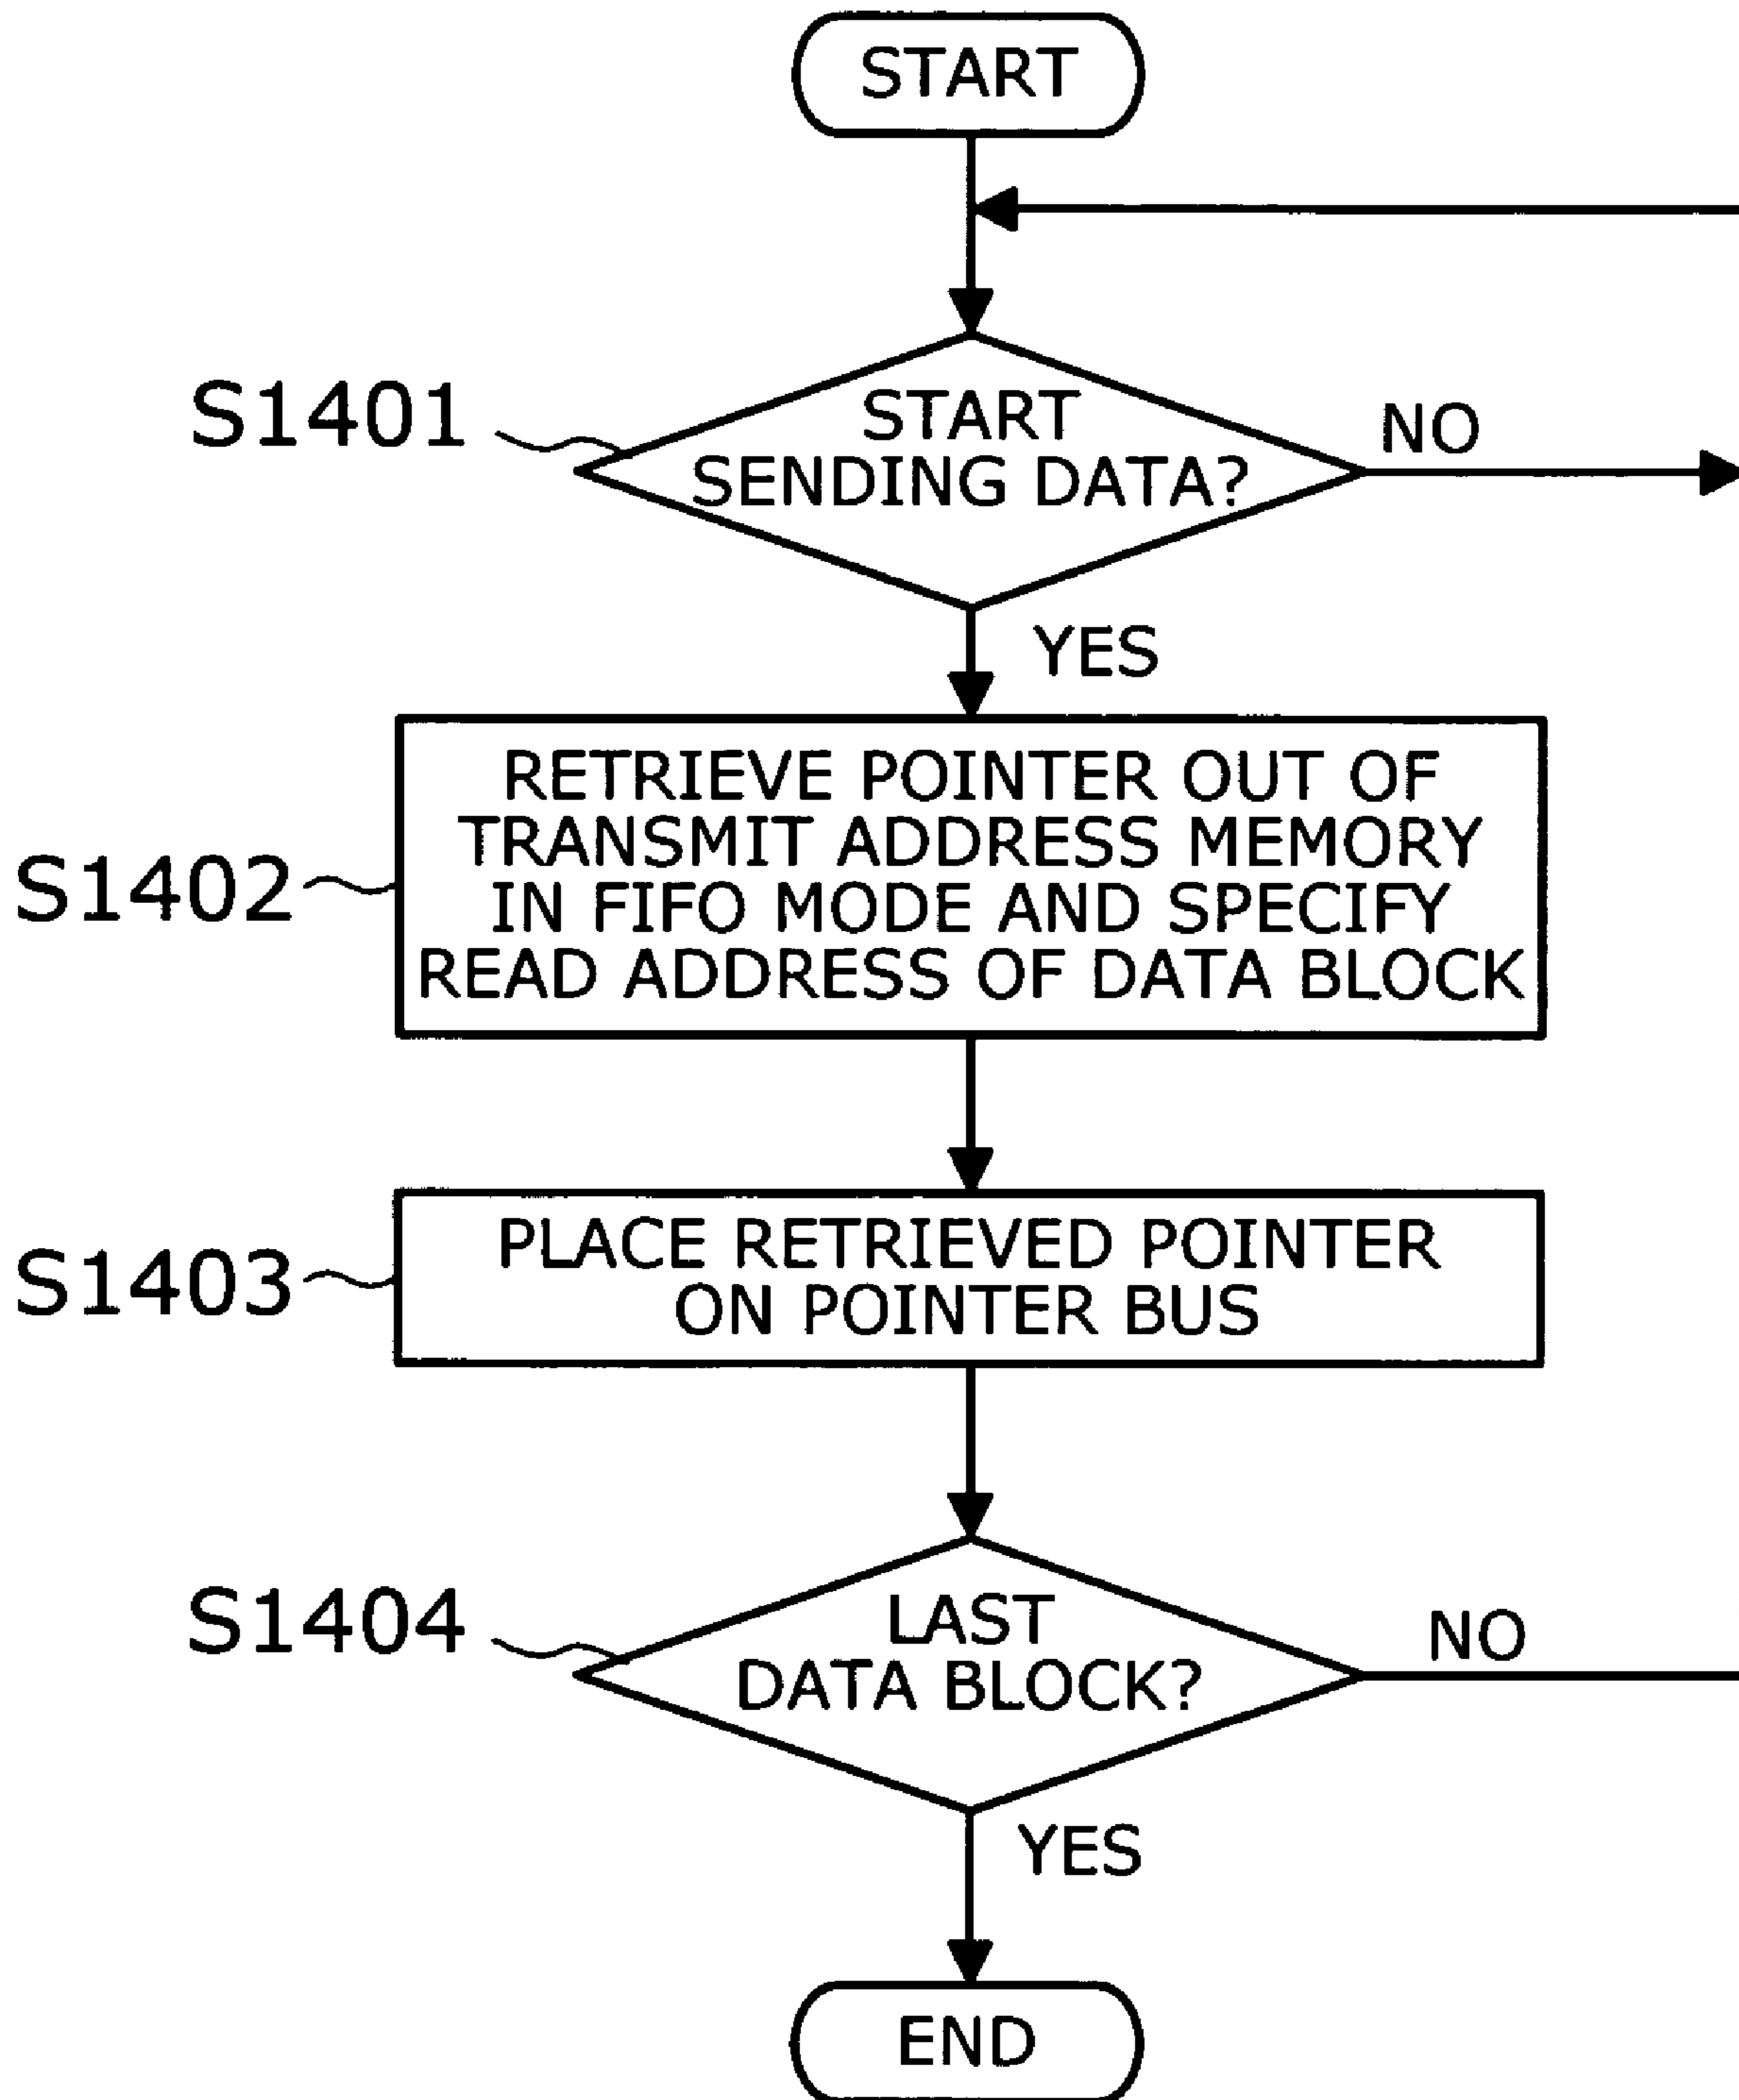 START
S1401
START
SENDING DATA?
NO
YES
S1402
RETRIEVE POINTER OUT OF
TRANSMIT ADDRESS MEMORY
IN FIFO MODE AND SPECIFY
READ ADDRESS OF DATA BLOCK
S1403
PLACE RETRIEVED POINTER
ON POINTER BUS
S1404
LAST
DATA BLOCK?
NO
YES
END